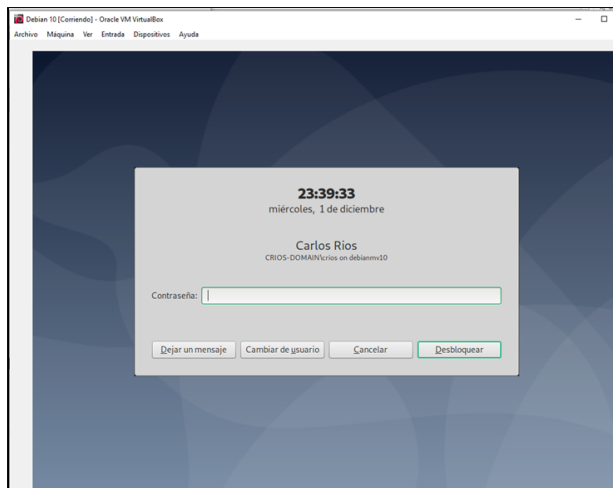 Debian 10 [Corriendo] - Oracle VM VirtualBox
Archivo Máquina Ver Entrada Dispositivos Ayuda
23:39:33
miércoles, 1 de diciembre
Carlos Rios
CRIOS-DOMAIN\crios on debianmv10
Contraseña:
Dejar un mensaje Cambiar de usuario Cancelar Desbloquear